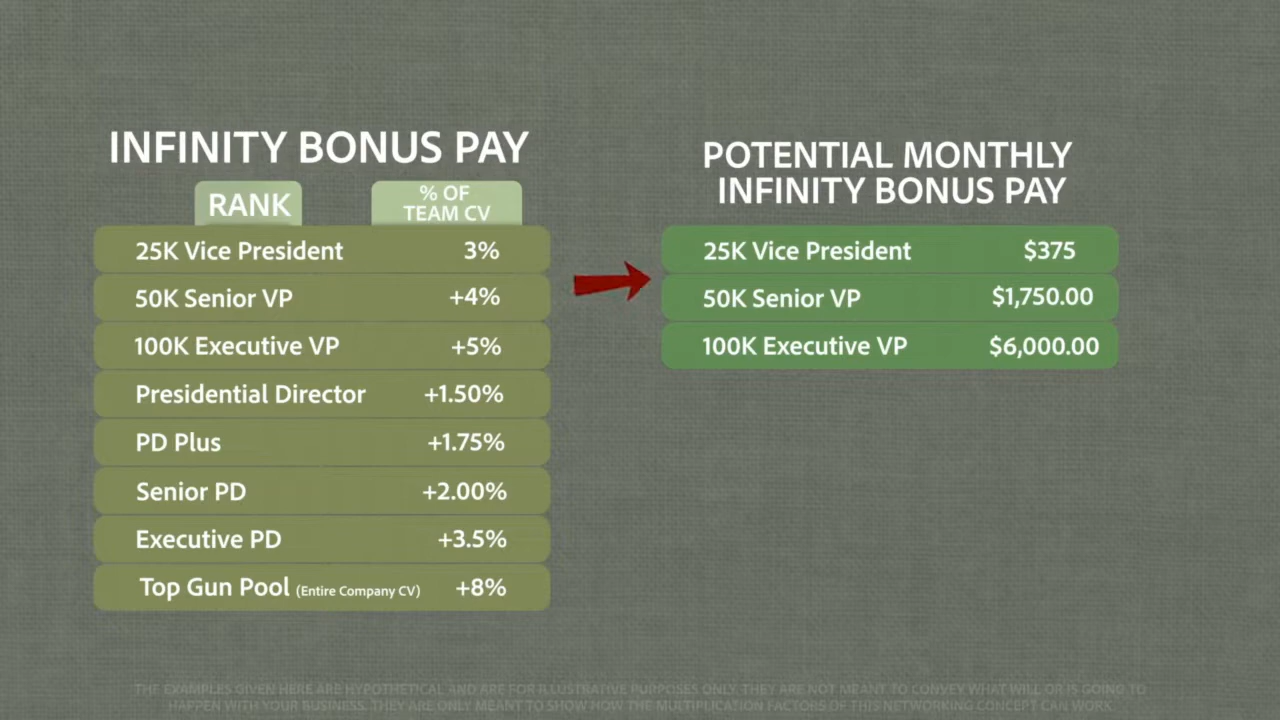 INFINITY BONUS PAY
RANK
% OF
TEAM CV
25K Vice President 3%
50K Senior VP +4%
100K Executive VP +5%
Presidential Director +1.50%
PD Plus +1.75%
Senior PD +2.00%
Executive PD +3.5%
Top Gun Pool (Entire Company CV) +8%
POTENTIAL MONTHLY
INFINITY BONUS PAY
25K Vice President $375
50K Senior VP $1,750.00
100K Executive VP $6,000.00
THE EXAMPLES GIVEN HERE ARE HYPOTHETICAL AND ARE FOR ILLUSTRATIVE PURPOSES ONLY. THEY ARE NOT MEANT TO CONVEY WHAT WILL OR IS GOING TO
HAPPEN WITH YOUR BUSINESS. THEY ARE ONLY MEANT TO SHOW HOW THE MULTIPLICATION FACTORS OF THIS NETWORKING CONCEPT CAN WORK.